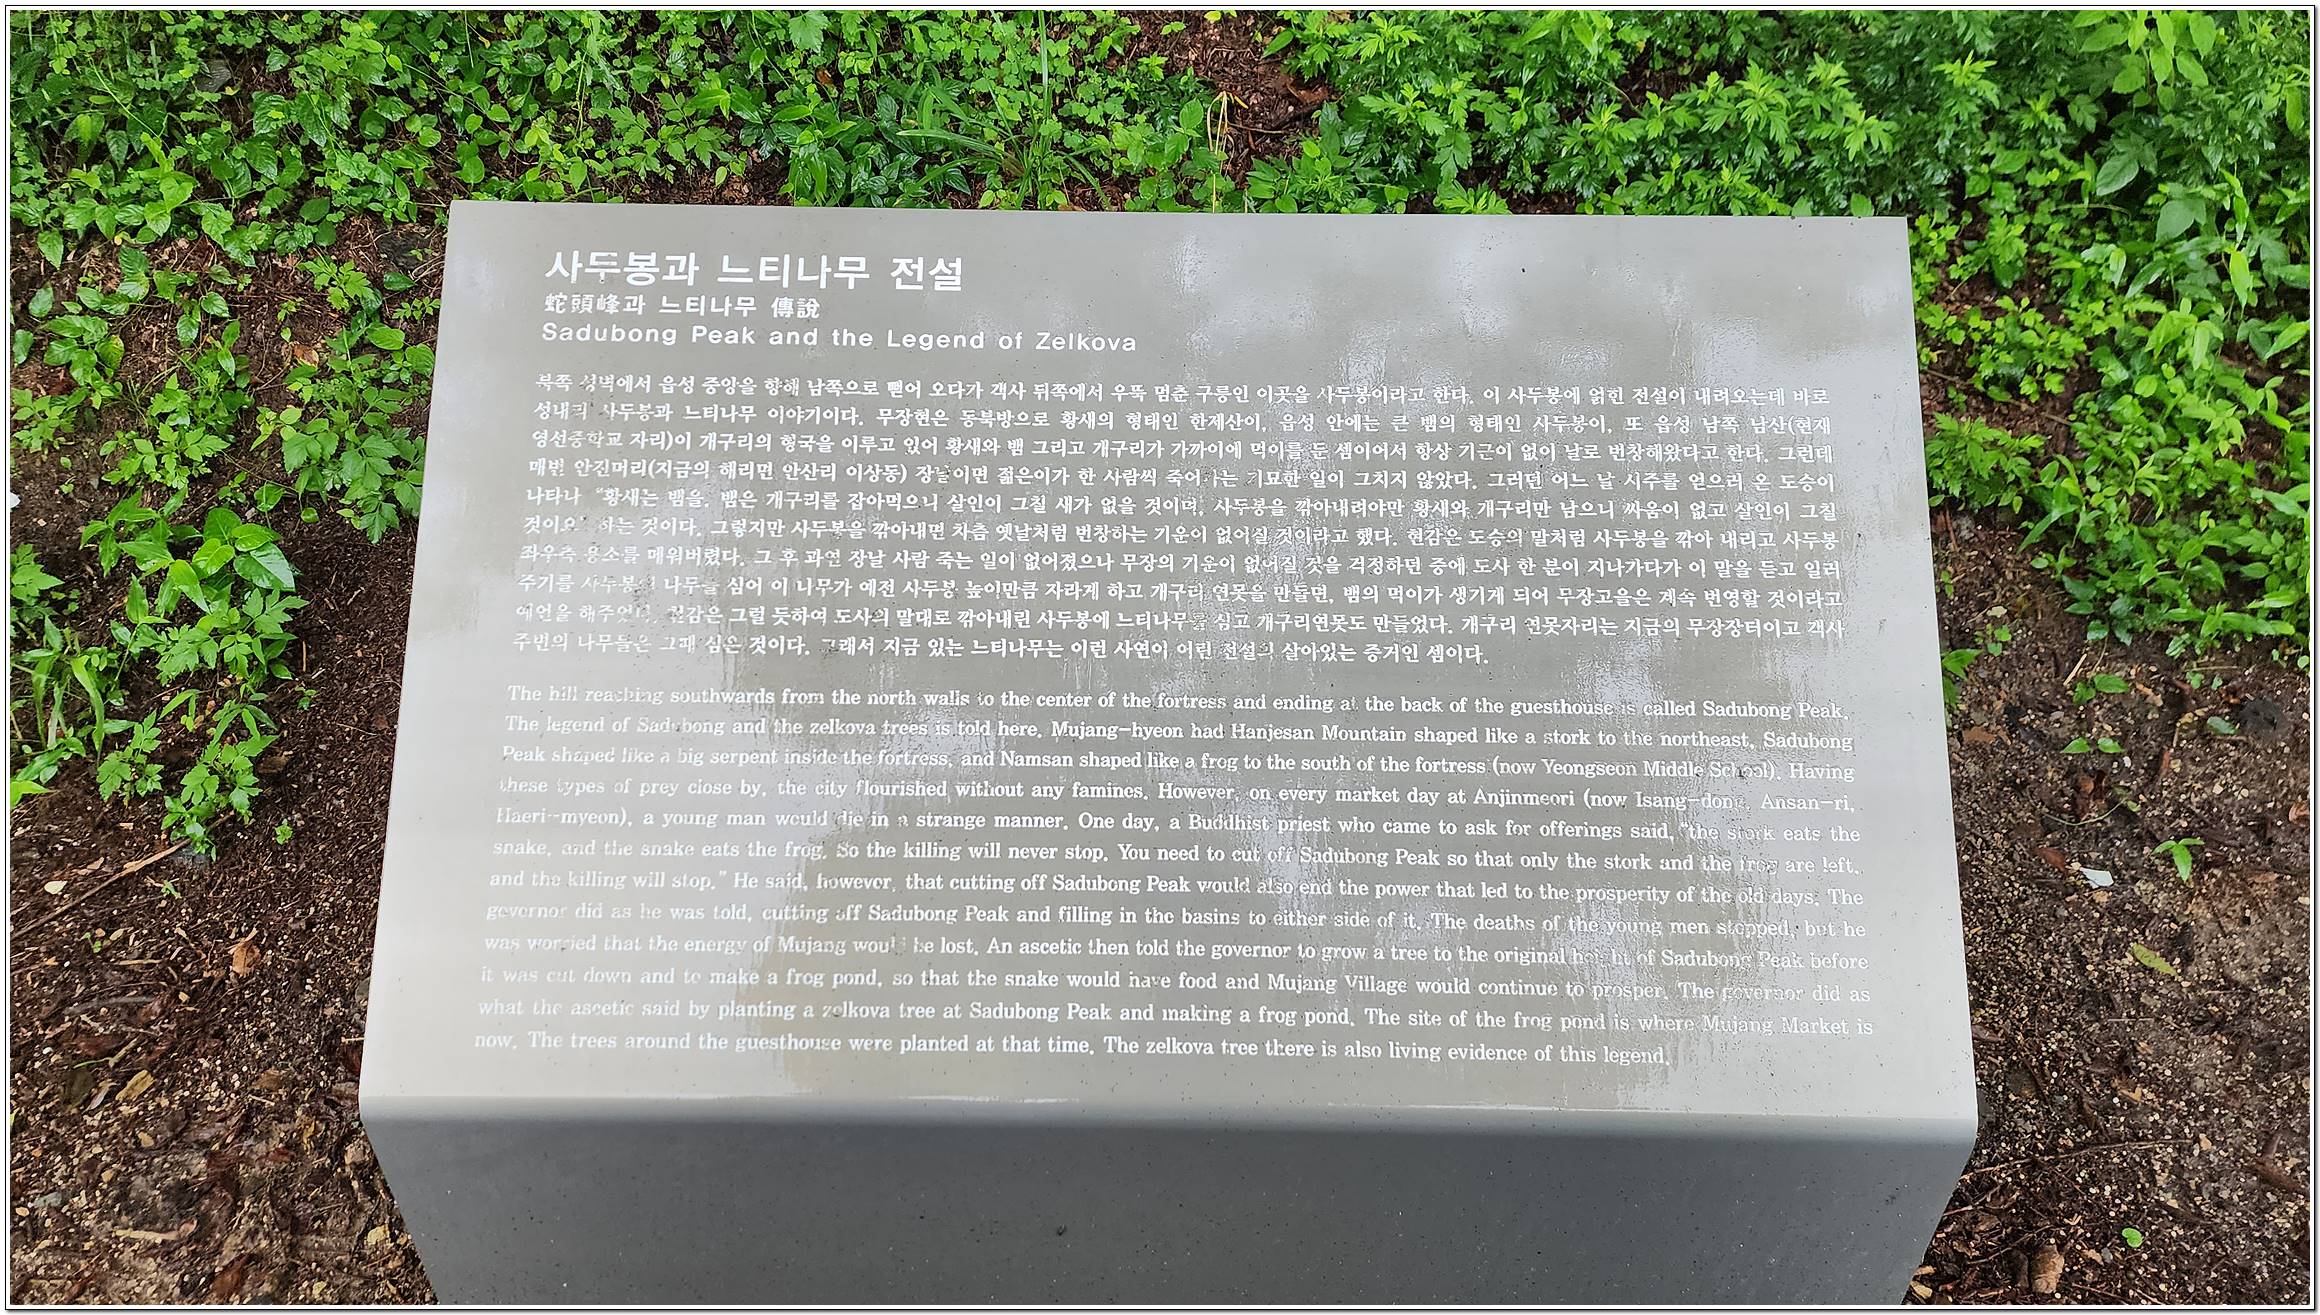 사두봉과 느티나무 전설
蛇頭峰과 느티나무 傳說
Sadubong Peak and the Legend of Zelkova
북쪽 성벽에서 읍성 중앙을 향해 남쪽으로 뻗어 오다가 객사 뒤쪽에서 우뚝 멈춘 구릉인 이곳을 사두봉이라고 한다. 이 사두봉에 얽힌 전설이 내려오는데 바로
성내의 사두봉과 느티나무 이야기이다. 무장현은 동북방으로 황새의 형태인 한제산이, 읍성 안에는 큰 뱀의 형태인 사두봉이, 또 읍성 남쪽 남산(현재
영선중학교 자리)이 개구리의 형국을 이루고 있어 황새와 뱀 그리고 개구리가 가까이에 먹이를 둔 셈이어서 항상 기근이 없이 날로 번창해왔다고 한다. 그런데
매번 안진머리(지금의 해리면 안산리 이상동) 장날이면 젊은이가 한 사람씩 죽어 는 기묘한 일이 그치지 않았다. 그러던 어느 날 시주를 얻으러 온 도승이
나타나 "황새는 뱀을, 뱀은 개구리를 잡아먹으니 살인이 그칠 새가 없을 것이며, 사두봉을 깎아내려야만 황새와 개구리만 남으니 싸움이 없고 살인이 그칠
것이오" 하는 것이다. 그렇지만 사두봉을 깎아내면 차츰 옛날처럼 번창하는 기운이 없어질 것이라고 했다. 현감은 도승의 말처럼 사두봉을 깎아 내리고 사두봉
좌우측 용소를 메워버렸다. 그 후 과연 장날 사람 죽는 일이 없어졌으나 무장의 기운이 없어질 것을 걱정하던 중에 도사 한 분이 지나가다가 이 말을 듣고 일러
주기를 사두봉에 나무를 심어 이 나무가 예전 사두봉 높이만큼 자라게 하고 개구리 연못을 만들면, 뱀의 먹이가 생기게 되어 무장고을은 계속 번영할 것이라고
예언을 해주었다. 현감은 그럴 듯하여 도사의 말대로 깎아내린 사두봉에 느티나무를 심고 개구리연못도 만들었다. 개구리 연못자리는 지금의 무장장터이고 객사
주변의 나무들은 그때 심은 것이다. 그래서 지금 있는 느티나무는 이런 사연이 어린 전설의 살아있는 증거인 셈이다.
The hill reaching southwards from the north walls to the center of the fortress and ending at the back of the guesthouse is called Sadubong Peak.
The legend of Sadubong and the zelkova trees is told here. Mujang-hyeon had Hanjesan Mountain shaped like a stork to the northeast, Sadubong
Peak shaped like a big serpent inside the fortress, and Namsan shaped like a frog to the south of the fortress (now Yeongseon Middle School). Having
these types of prey close by, the city flourished without any famines. However, on every market day at Anjinmeori (now Isang-dong, Ansan-ri,
Haeri-myeon), a young man would die in a strange manner. One day, a Buddhist priest who came to ask for offerings said, "the stork eats the
snake, and the snake eats the frog. So the killing will never stop. You need to cut off Sadubong Peak so that only the stork and the frog are left,
and the killing will stop." He said, however, that cutting off Sadubong Peak would also end the power that led to the prosperity of the old days. The
governor did as he was told, cutting off Sadubong Peak and filling in the basins to either side of it. The deaths of the young men stopped, but he
was worried that the energy of Mujang would be lost. An ascetic then told the governor to grow a tree to the original height of Sadubong Peak before
it was cut down and to make a frog pond, so that the snake would have food and Mujang Village would continue to prosper. The governor did as
what the ascetic said by planting a zelkova tree at Sadubong Peak and making a frog pond. The site of the frog pond is where Mujang Market is
now. The trees around the guesthouse were planted at that time. The zelkova tree there is also living evidence of this legend.